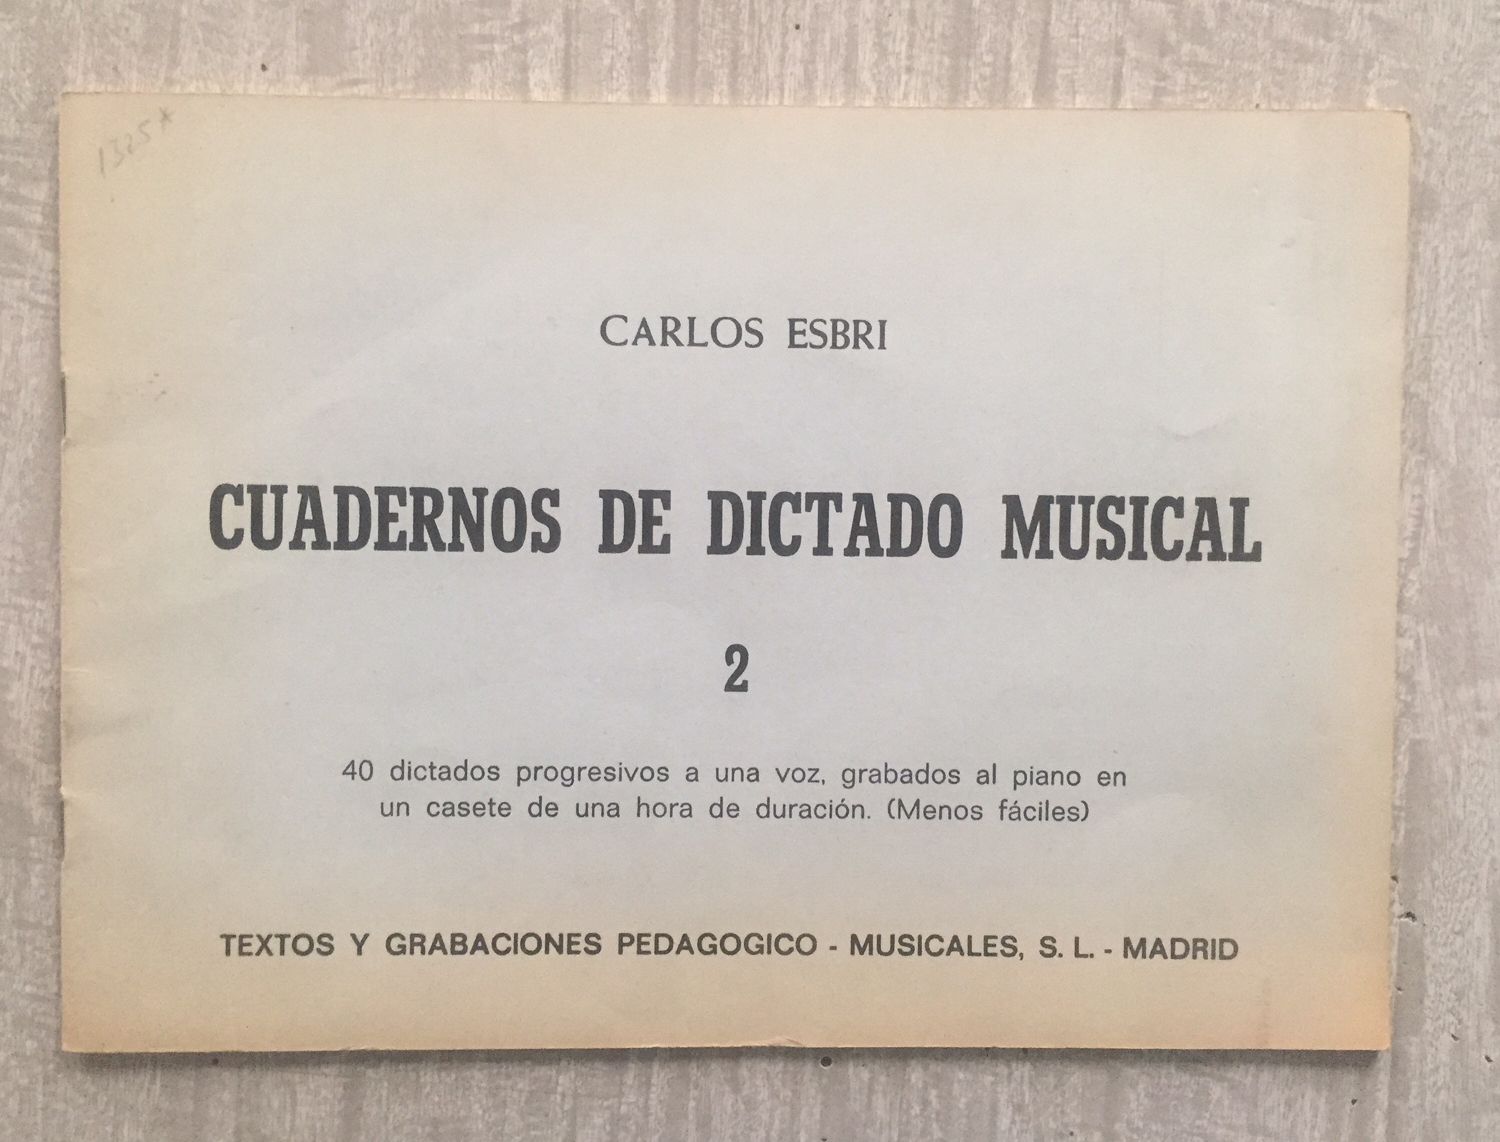 1325*
CARLOS ESBRI
CUADERNOS DE DICTADO MUSICAL
2
40 dictados progresivos a una voz, grabados al piano en
un casete de una hora de duración. (Menos fáciles)
TEXTOS Y GRABACIONES PEDAGOGICO - MUSICALES, S. L. - MADRID